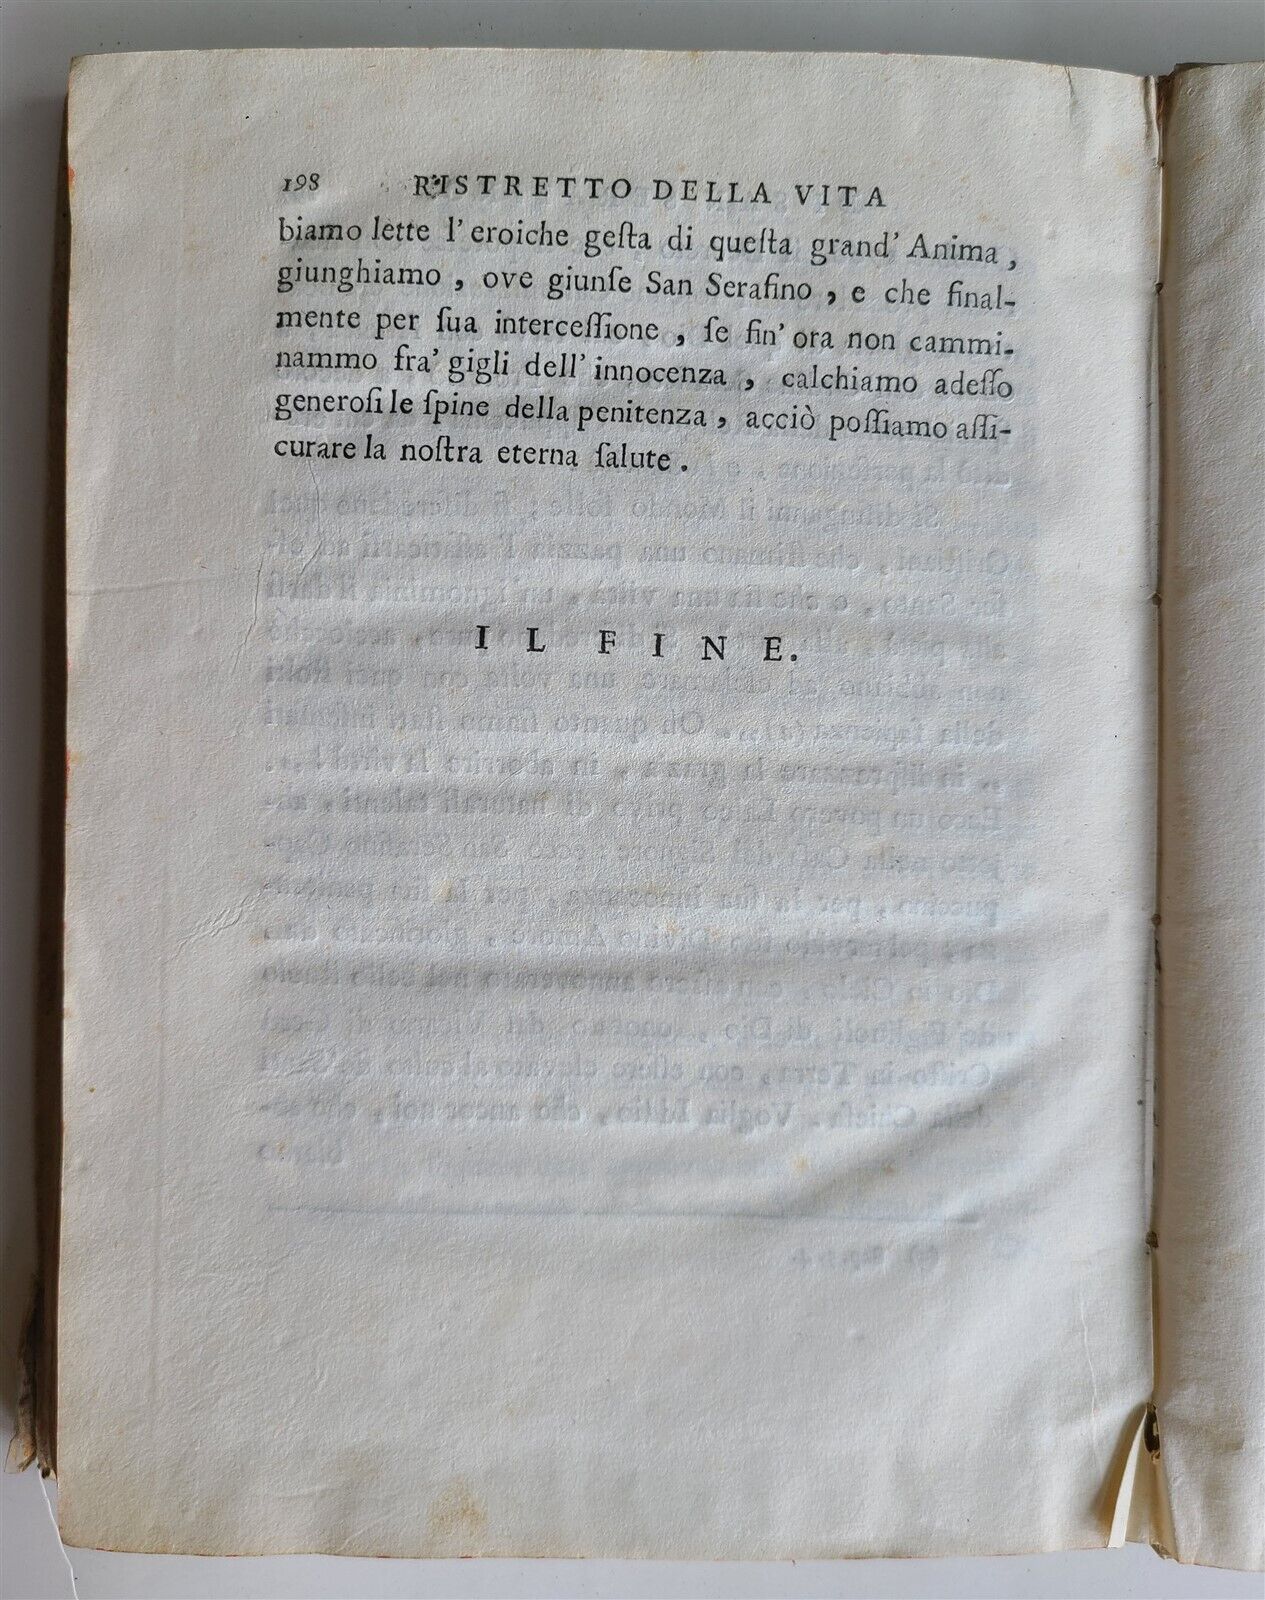 198 RISTRETTO DELLA VITA
biamo lette l' eroiche geſta di queſta grand' Anima ,
giunghiamo , ove giunſe San Serafino , e che final-
mente per ſua interceſſione , ſe fin' ora non cammi-
nammo fra' gigli dell' innocenza , calchiamo adeſſo
generoſi le ſpine della penitenza , acciò poſſiamo aſſi-
curare la noſtra eterna ſalute .
IL FINE.